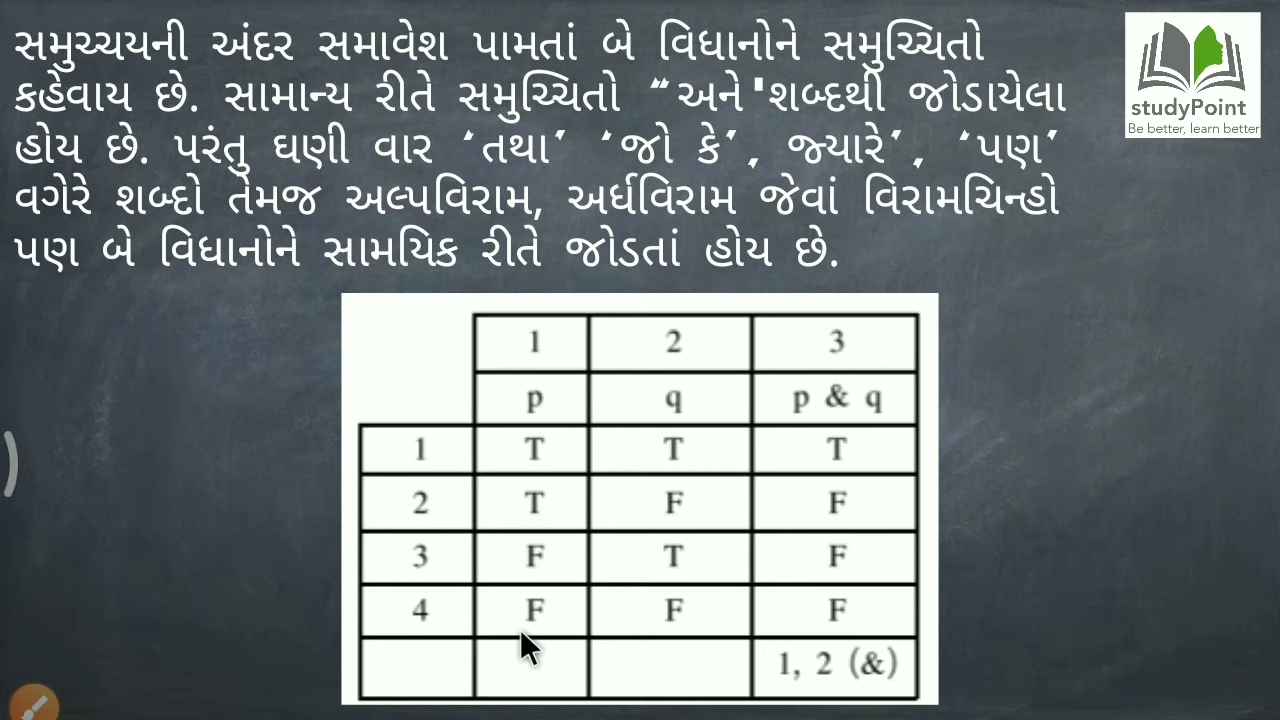 સમુચ્ચયની અંદર સમાવેશ પામતાં બે વિધાનોને સમુચ્ચિતો
કહેવાય છે. સામાન્ય રીતે સમુચ્ચિતો “અને'શબ્દથી જોડાયેલા
હોય છે. પરંતુ ઘણી વાર ‘તથા’ ‘જો કે’, જ્યારે’, ‘પણ’
વગેરે શબ્દો તેમજ અલ્પવિરામ, અર્ધવિરામ જેવાં વિરામચિન્હો
પણ બે વિધાનોને સામયિક રીતે જોડતાં હોય છે.
studyPoint
Be better, learn better
1 2 3
p q p & q
1 T T T
2 T F F
3 F T F
4 F F F
1, 2 (&)